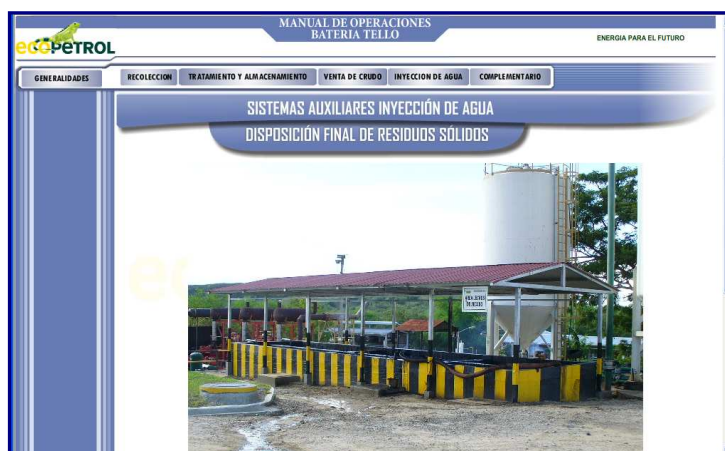 MANUAL DE OPERACIONES
BATERIA TELLO
ecoPETROL
ENERGIA PARA EL FUTURO
GENERALIDADES
RECOLECCION
TRATAMIENTO Y ALMACENAMIENTO
VENTA DE CRUDO
INYECCION DE AGUA
COMPLEMENTARIO
SISTEMAS AUXILIARES INYECCIÓN DE AGUA
DISPOSICIÓN FINAL DE RESIDUOS SÓLIDOS